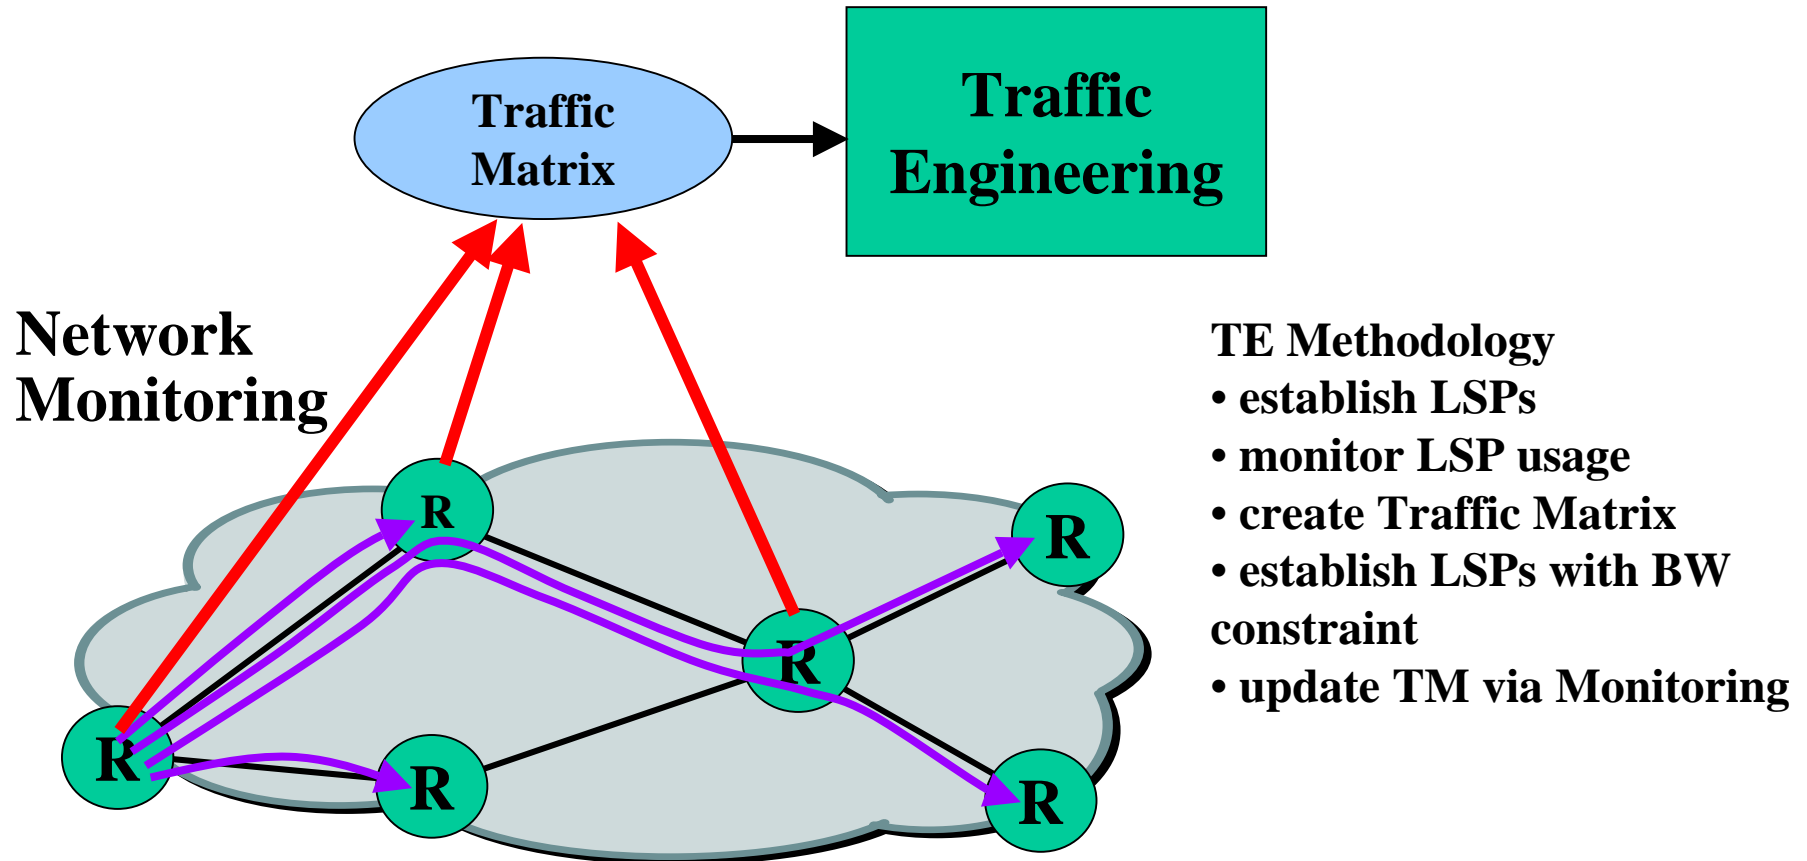 Traffic
Matrix
Traffic
Engineering
Network
Monitoring
TE Methodology
• establish LSPs
• monitor LSP usage
• create Traffic Matrix
• establish LSPs with BW
constraint
• update TM via Monitoring
R
R
R
R
R
R